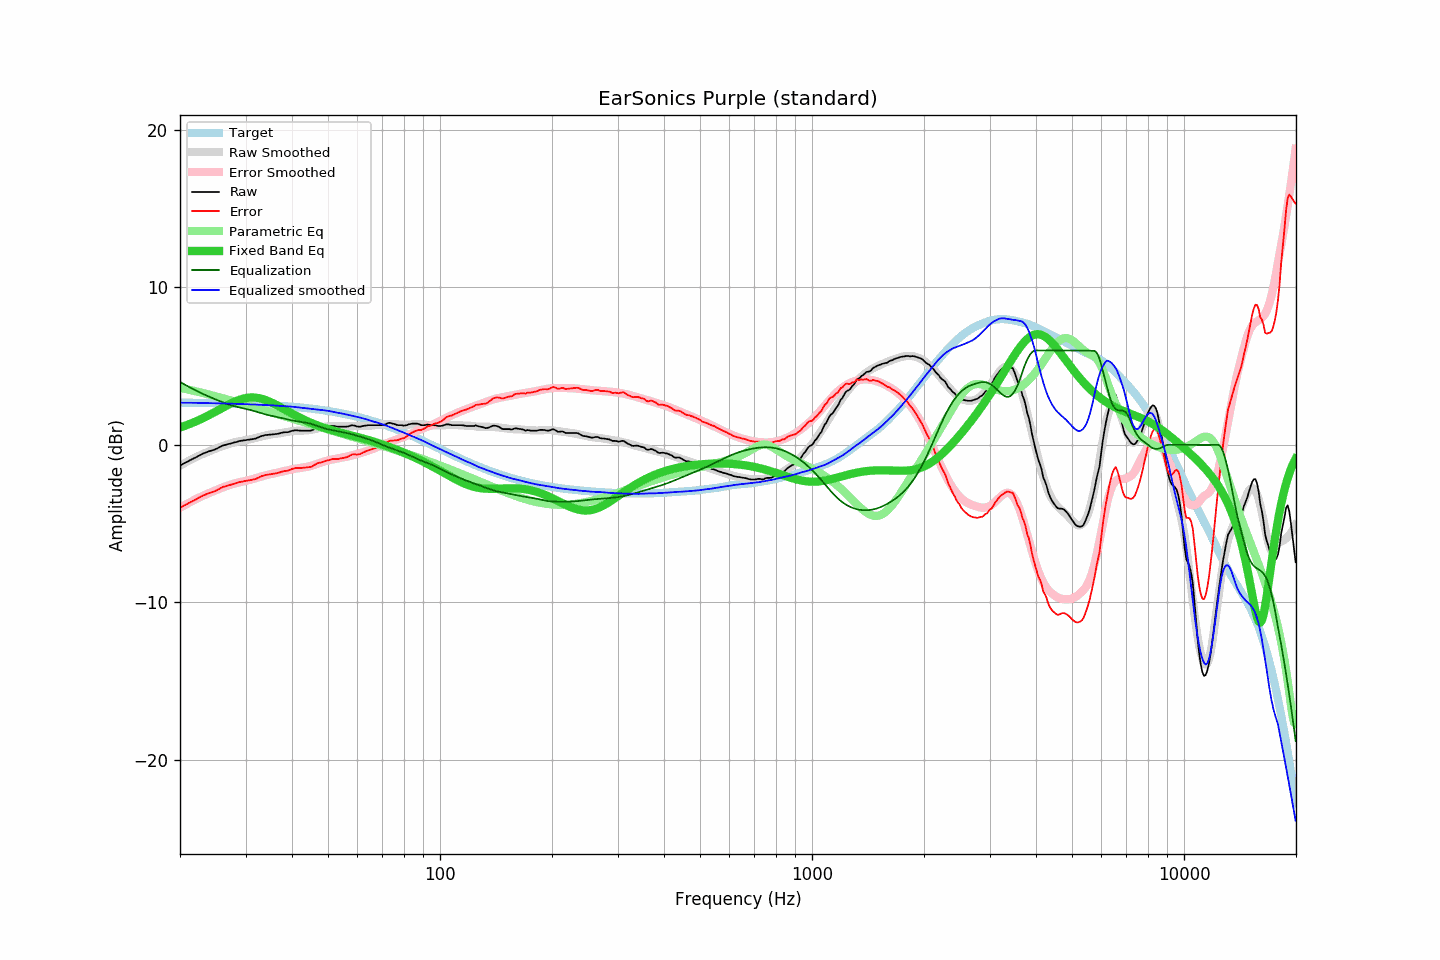 EarSonics Purple (standard)
Target
Raw Smoothed
Error Smoothed
Raw
Error
Parametric Eq
Fixed Band Eq
Equalization
Equalized smoothed
20
10
0
−10
−20
Amplitude (dBr)
100 1000 10000
Frequency (Hz)